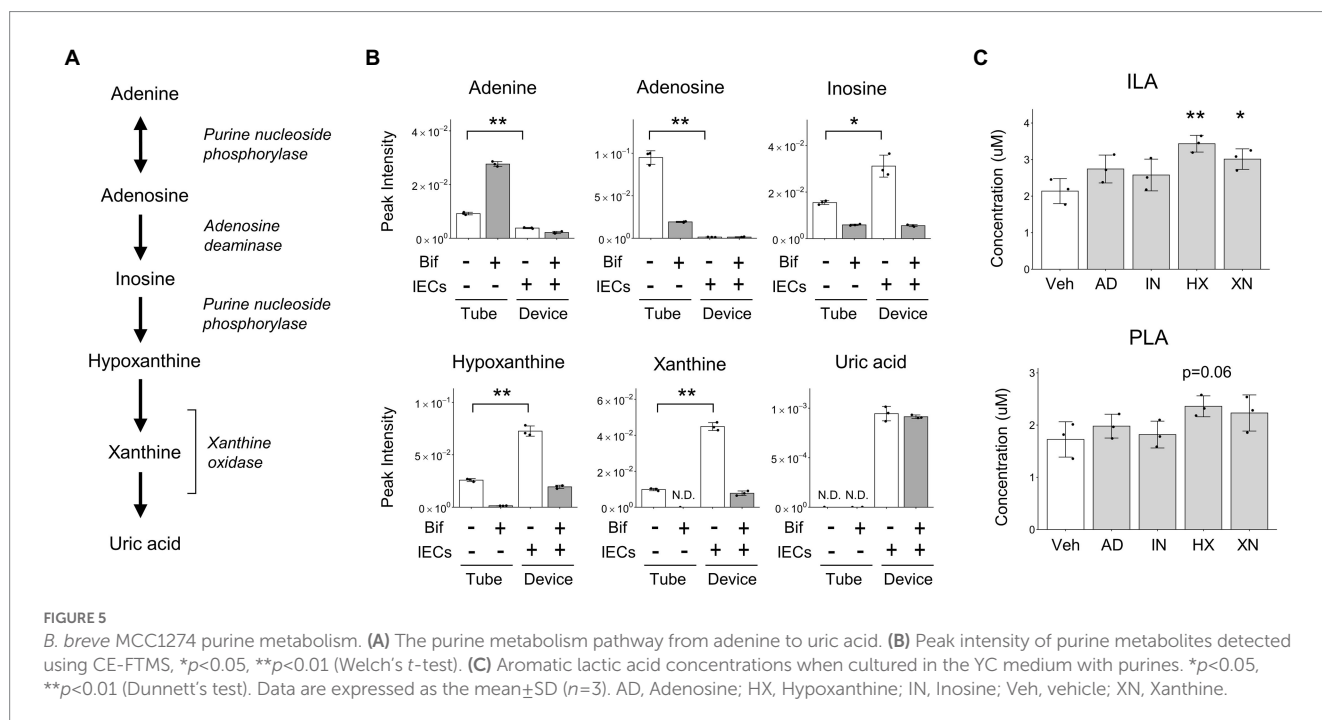 A
Adenine
Purine nucleoside
phosphorylase
Adenosine
Adenosine
deaminase
Inosine
Purine nucleoside
phosphorylase
Hypoxanthine
Xanthine
Xanthine
oxidase
Uric acid
B
Adenine Adenosine Inosine
Peak Intensity
4 × 10⁻²
2 × 10⁻²
0 × 10⁰
**
1 × 10⁻¹
5 × 10⁻²
0 × 10⁰
**
4 × 10⁻²
2 × 10⁻²
0 × 10⁰
*
Bif - + - + - + - + - + - +
IECs - - + + - - + + - - + +
Tube Device Tube Device Tube Device
Hypoxanthine Xanthine Uric acid
Peak Intensity
1 × 10⁻¹
5 × 10⁻²
0 × 10⁰
**
6 × 10⁻²
4 × 10⁻²
2 × 10⁻²
0 × 10⁰
**
N.D.
1 × 10⁻³
5 × 10⁻⁴
0 × 10⁰
N.D. N.D.
Bif - + - + - + - + - + - +
IECs - - + + - - + + - - + +
Tube Device Tube Device Tube Device
C
ILA
Concentration (uM)
4
3
2
1
0
** *
Veh AD IN HX XN
PLA
Concentration (uM)
3
2
1
0
p=0.06
Veh AD IN HX XN
FIGURE 5
B. breve MCC1274 purine metabolism. (A) The purine metabolism pathway from adenine to uric acid. (B) Peak intensity of purine metabolites detected
using CE-FTMS, *p<0.05, **p<0.01 (Welch's t-test). (C) Aromatic lactic acid concentrations when cultured in the YC medium with purines. *p<0.05,
**p<0.01 (Dunnett's test). Data are expressed as the mean±SD (n=3). AD, Adenosine; HX, Hypoxanthine; IN, Inosine; Veh, vehicle; XN, Xanthine.